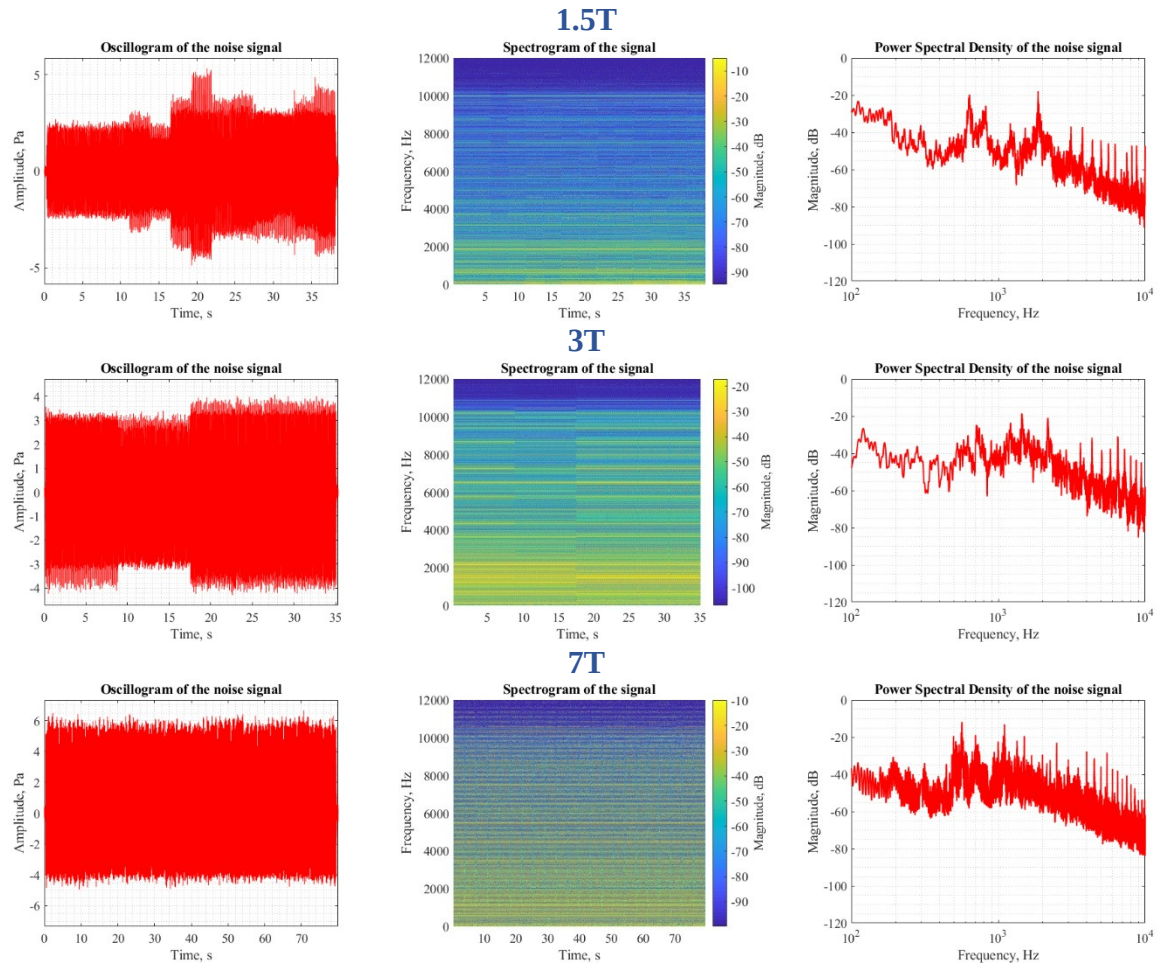 1.5T
Oscillogram of the noise signal
Amplitude, Pa
5
0
-5
0 5 10 15 20 25 30 35
Time, s
Spectrogram of the signal
Frequency, Hz
12000
10000
8000
6000
4000
2000
0
5 10 15 20 25 30 35
Time, s
-10
-20
-30
-40
-50
-60
-70
-80
-90
Magnitude, dB
Power Spectral Density of the noise signal
Magnitude, dB
0
-20
-40
-60
-80
-100
-120
10² 10³ 10⁴
Frequency, Hz
3T
Oscillogram of the noise signal
Amplitude, Pa
4
3
2
1
0
-1
-2
-3
-4
0 5 10 15 20 25 30 35
Time, s
Spectrogram of the signal
Frequency, Hz
12000
10000
8000
6000
4000
2000
0
5 10 15 20 25 30 35
Time, s
-20
-30
-40
-50
-60
-70
-80
-90
-100
Magnitude, dB
Power Spectral Density of the noise signal
Magnitude, dB
0
-20
-40
-60
-80
-100
-120
10² 10³ 10⁴
Frequency, Hz
7T
Oscillogram of the noise signal
Amplitude, Pa
6
4
2
0
-2
-4
-6
0 10 20 30 40 50 60 70
Time, s
Spectrogram of the signal
Frequency, Hz
12000
10000
8000
6000
4000
2000
0
10 20 30 40 50 60 70
Time, s
-10
-20
-30
-40
-50
-60
-70
-80
-90
Magnitude, dB
Power Spectral Density of the noise signal
Magnitude, dB
0
-20
-40
-60
-80
-100
-120
10² 10³ 10⁴
Frequency, Hz